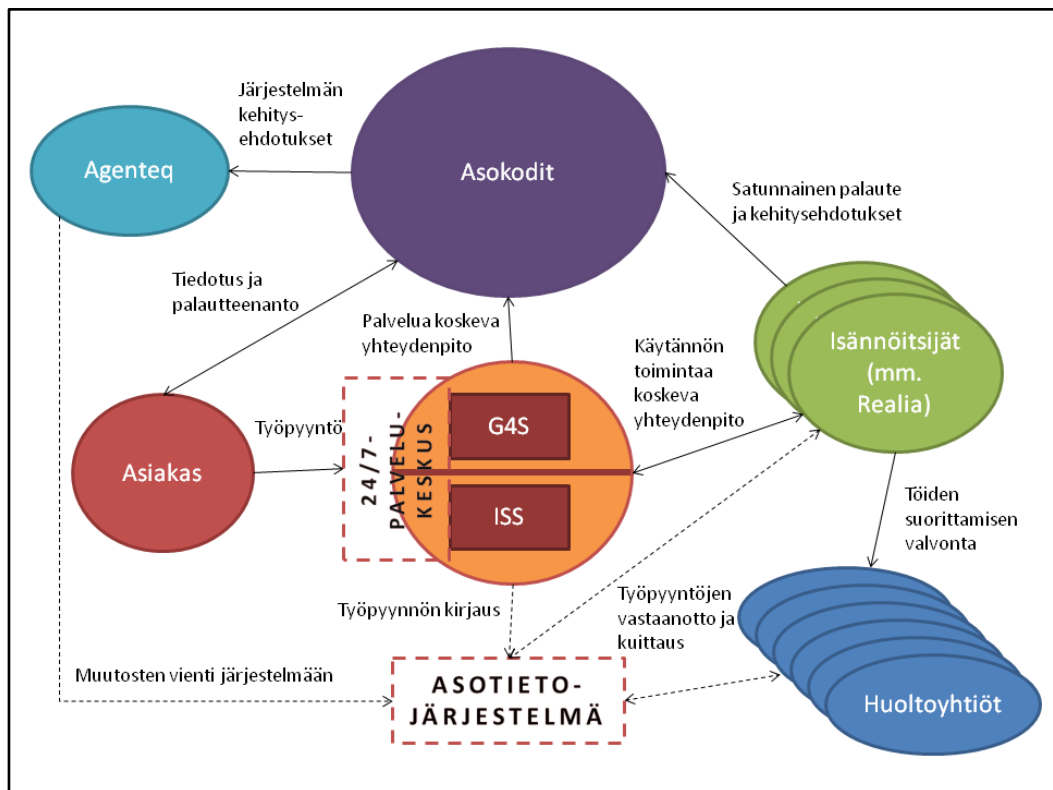 Järjestelmän
kehitys-
ehdotukset
Agenteq
Asokodit
Satunnainen palaute
ja kehitysehdotukset
Tiedotus ja
palautteenanto
Palvelua koskeva
yhteydenpito
Käytännön
toimintaa
koskeva
yhteydenpito
Isännöitsijät
(mm.
Realia)
Asiakas
Työpyyntö
24/7-
PALVELU-
KESKUS
G4S
ISS
Töiden
suorittamisen
valvonta
Työpyynnön kirjaus
Työpyyntöjen
vastaanotto ja
kuittaus
Muutosten vienti järjestelmään
ASOTIETO-
JÄRJESTELMÄ
Huoltoyhtiöt